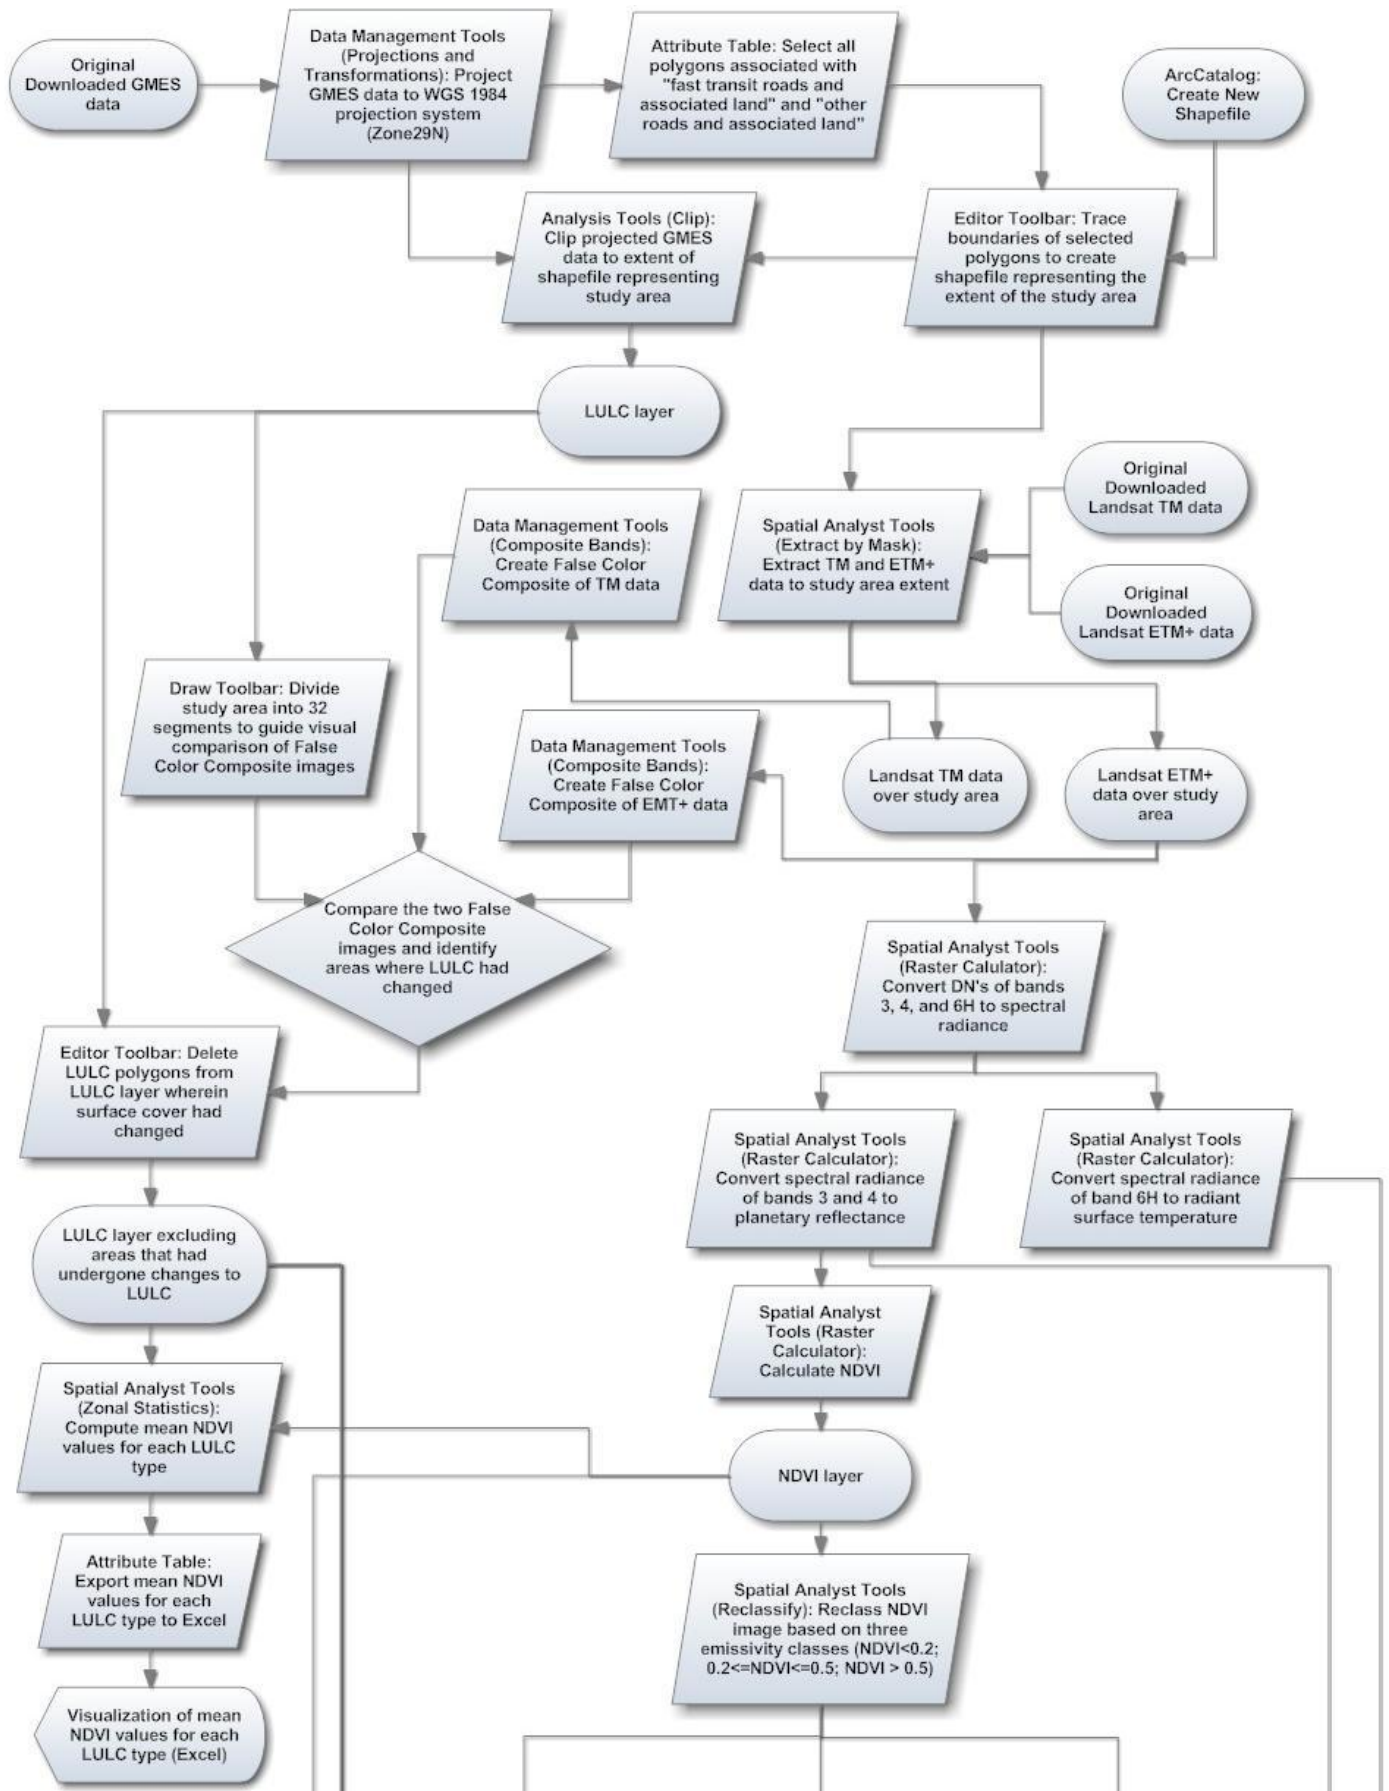 Original
Downloaded GMES
data
Data Management Tools
(Projections and
Transformations): Project
GMES data to WGS 1984
projection system
(Zone29N)
Attribute Table: Select all
polygons associated with
"fast transit roads and
associated land" and "other
roads and associated land"
ArcCatalog:
Create New
Shapefile
Analysis Tools (Clip):
Clip projected GMES
data to extent of
shapefile representing
study area
Editor Toolbar: Trace
boundaries of selected
polygons to create
shapefile representing the
extent of the study area
LULC layer
Original
Downloaded
Landsat TM data
Data Management Tools
(Composite Bands):
Create False Color
Composite of TM data
Spatial Analyst Tools
(Extract by Mask):
Extract TM and ETM+
data to study area extent
Original
Downloaded
Landsat ETM+ data
Draw Toolbar: Divide
study area into 32
segments to guide visual
comparison of False
Color Composite images
Data Management Tools
(Composite Bands):
Create False Color
Composite of EMT+ data
Landsat TM data
over study area
Landsat ETM+
data over study
area
Compare the two False
Color Composite
images and identify
areas where LULC had
changed
Spatial Analyst Tools
(Raster Calulator):
Convert DN's of bands
3, 4, and 6H to spectral
radiance
Editor Toolbar: Delete
LULC polygons from
LULC layer wherein
surface cover had
changed
Spatial Analyst Tools
(Raster Calculator):
Convert spectral radiance
of bands 3 and 4 to
planetary reflectance
Spatial Analyst Tools
(Raster Calculator):
Convert spectral radiance
of band 6H to radiant
surface temperature
LULC layer excluding
areas that had
undergone changes to
LULC
Spatial Analyst
Tools (Raster
Calculator):
Calculate NDVI
Spatial Analyst Tools
(Zonal Statistics):
Compute mean NDVI
values for each LULC
type
NDVI layer
Attribute Table:
Export mean NDVI
values for each
LULC type to Excel
Spatial Analyst Tools
(Reclassify): Reclass NDVI
image based on three
emissivity classes (NDVI<0.2;
0.2<=NDVI<=0.5; NDVI > 0.5)
Visualization of mean
NDVI values for each
LULC type (Excel)